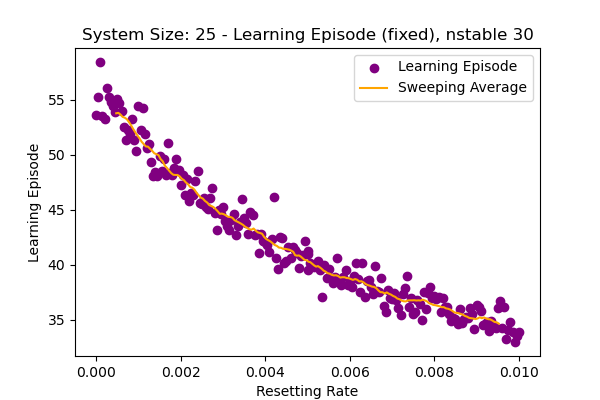 System Size: 25 - Learning Episode (fixed), nstable 30
Learning Episode
Sweeping Average
Learning Episode
55
50
45
40
35
0.000
0.002
0.004
0.006
0.008
0.010
Resetting Rate